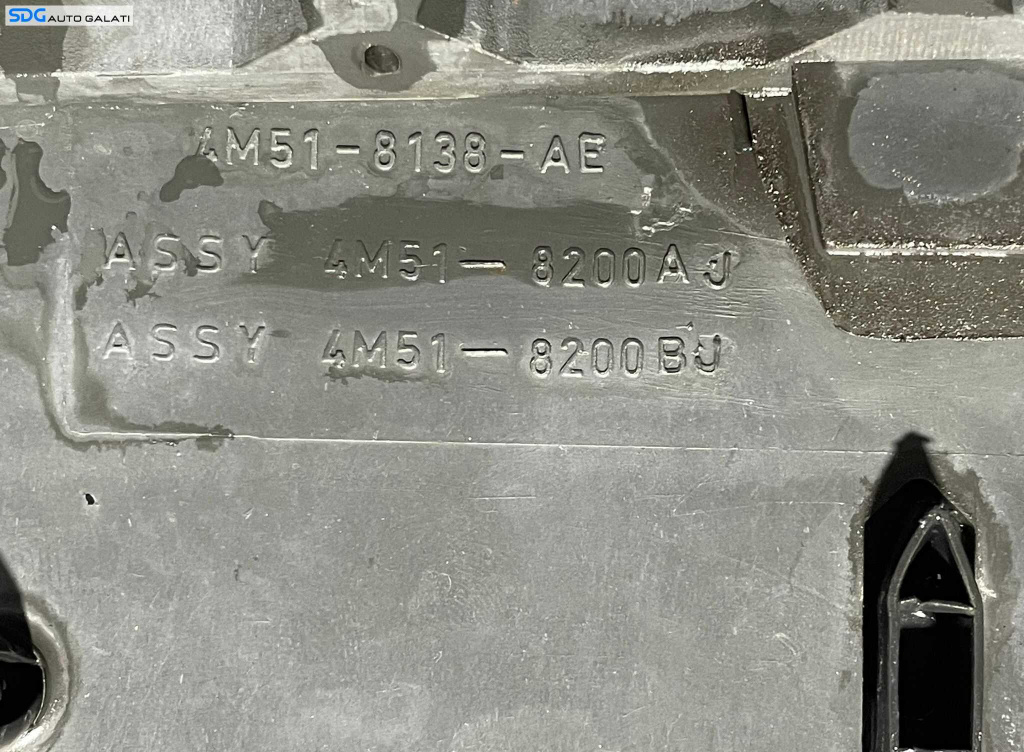 SDG AUTO GALATI
4M51-8138-AE
ASSY 4M51-8200AJ
ASSY 4M51-8200BJ